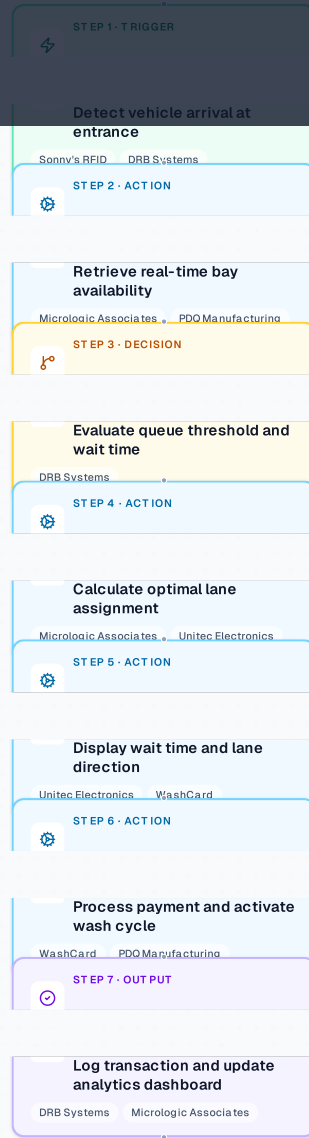 STEP 1 · TRIGGER
Detect vehicle arrival at
entrance
Sonny's RFID DRB Systems
STEP 2 · ACTION
Retrieve real-time bay
availability
Micrologic Associates PDQ Manufacturing
STEP 3 · DECISION
Evaluate queue threshold and
wait time
DRB Systems
STEP 4 · ACTION
Calculate optimal lane
assignment
Micrologic Associates Unitec Electronics
STEP 5 · ACTION
Display wait time and lane
direction
Unitec Electronics WashCard
STEP 6 · ACTION
Process payment and activate
wash cycle
WashCard PDQ Manufacturing
STEP 7 · OUTPUT
Log transaction and update
analytics dashboard
DRB Systems Micrologic Associates